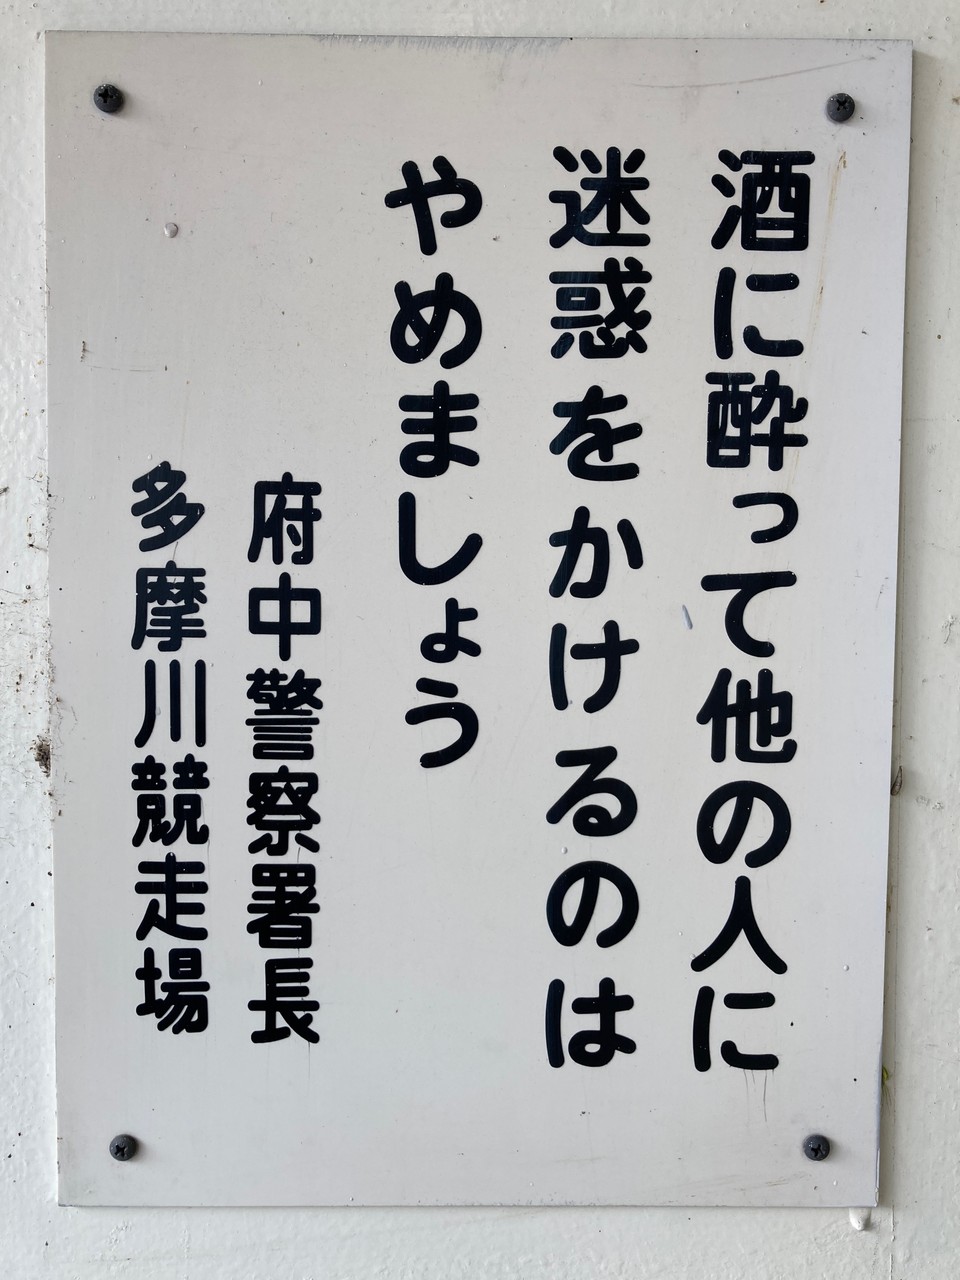 酒に酔って他の人に
迷惑をかけるのは
やめましょう
府中警察署長
多摩川競走場